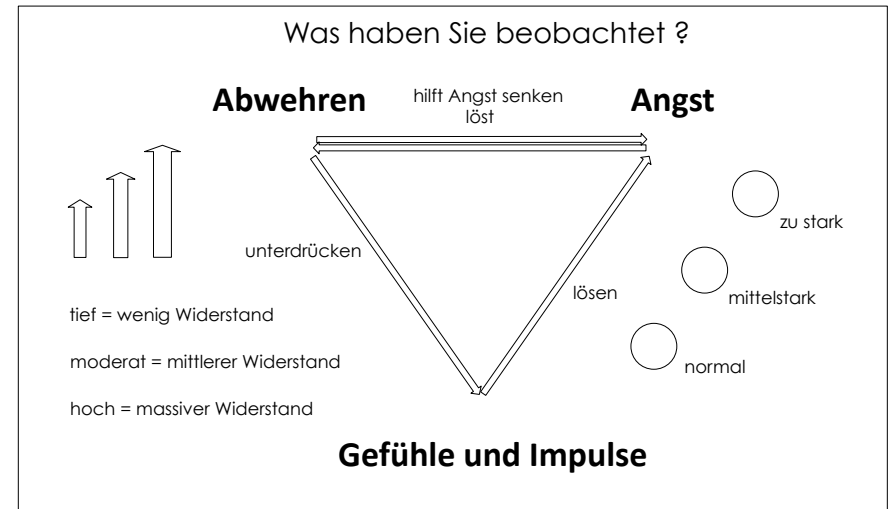 Was haben Sie beobachtet ?
Abwehren
hilft Angst senken
löst
Angst
zu stark
unterdrücken
lösen
mittelstark
tief = wenig Widerstand
moderat = mittlerer Widerstand
normal
hoch = massiver Widerstand
Gefühle und Impulse